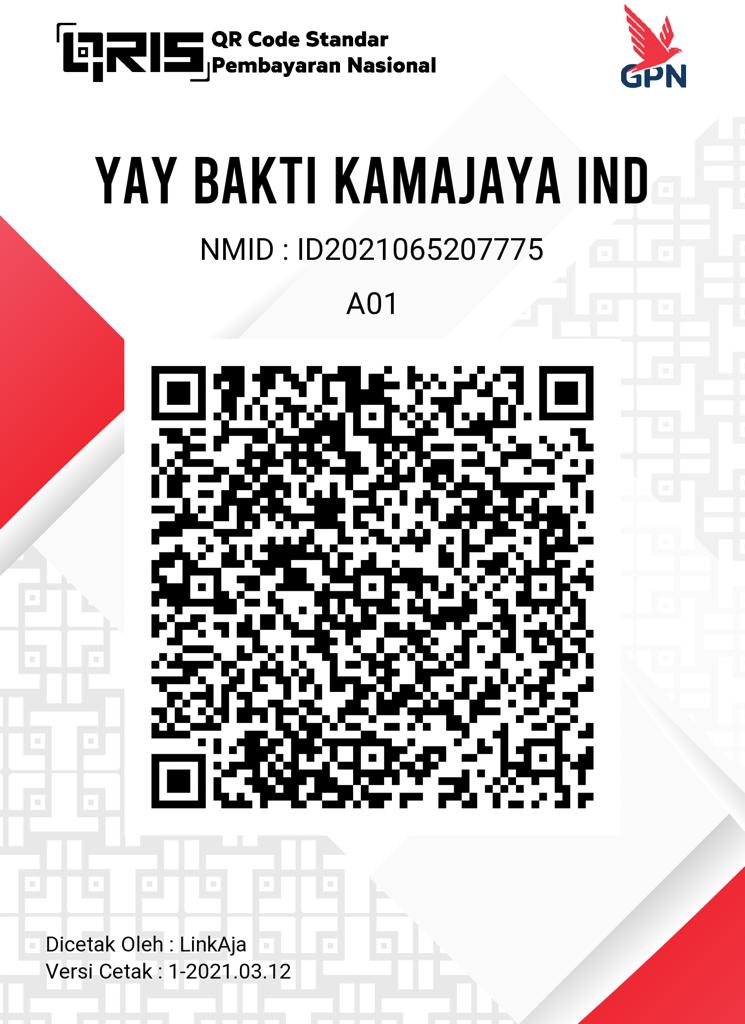 QRIS QR Code Standar
Pembayaran Nasional
GPN
YAY BAKTI KAMAJAYA IND
NMID : ID2021065207775
A01
Dicetak Oleh : LinkAja
Versi Cetak : 1-2021.03.12